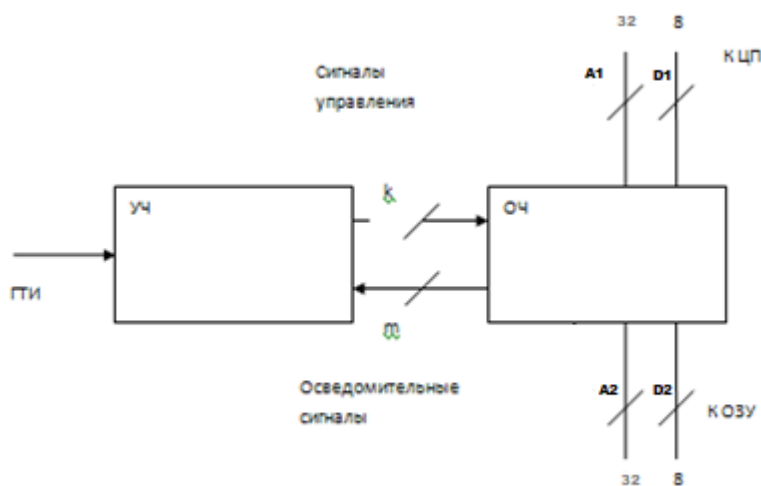 32 8
К ЦП
A1 D1
Сигналы
управления
УЧ
k
ОЧ
ГТИ
m
Осведомительные
сигналы
A2 D2
К ОЗУ
32 8